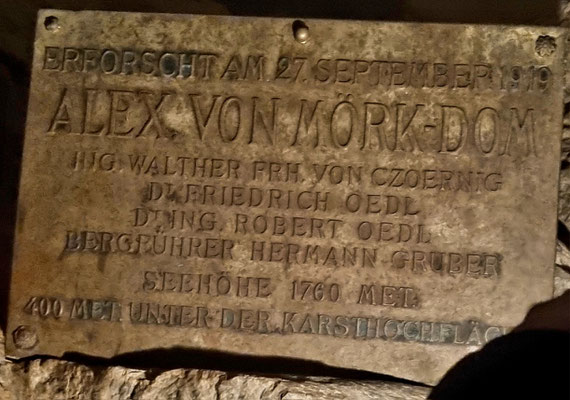 ERFORSCHT AM 27. SEPTEMBER 1919
ALEX. VON MÖRK-DOM
ING. WALTHER FRH. VON CZOERNIG
DR. FRIEDRICH OEDL
DR. ING. ROBERT OEDL
BERGFÜHRER HERMANN GRUBER
SEEHÖHE 1760 MET.
400 MET. UNTER DER KARSTHOCHFLÄC